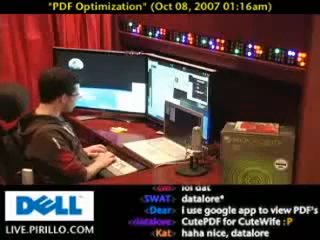 "PDF Optimization" (Oct 08, 2007 01:16am)
lol dat
<SWAT> datalore*
<Dear> i use google app to view PDF's
CutePDF for CuteWife : P
<Kat> haha nice, datalore
DELL
LIVE.PIRILLO.COM